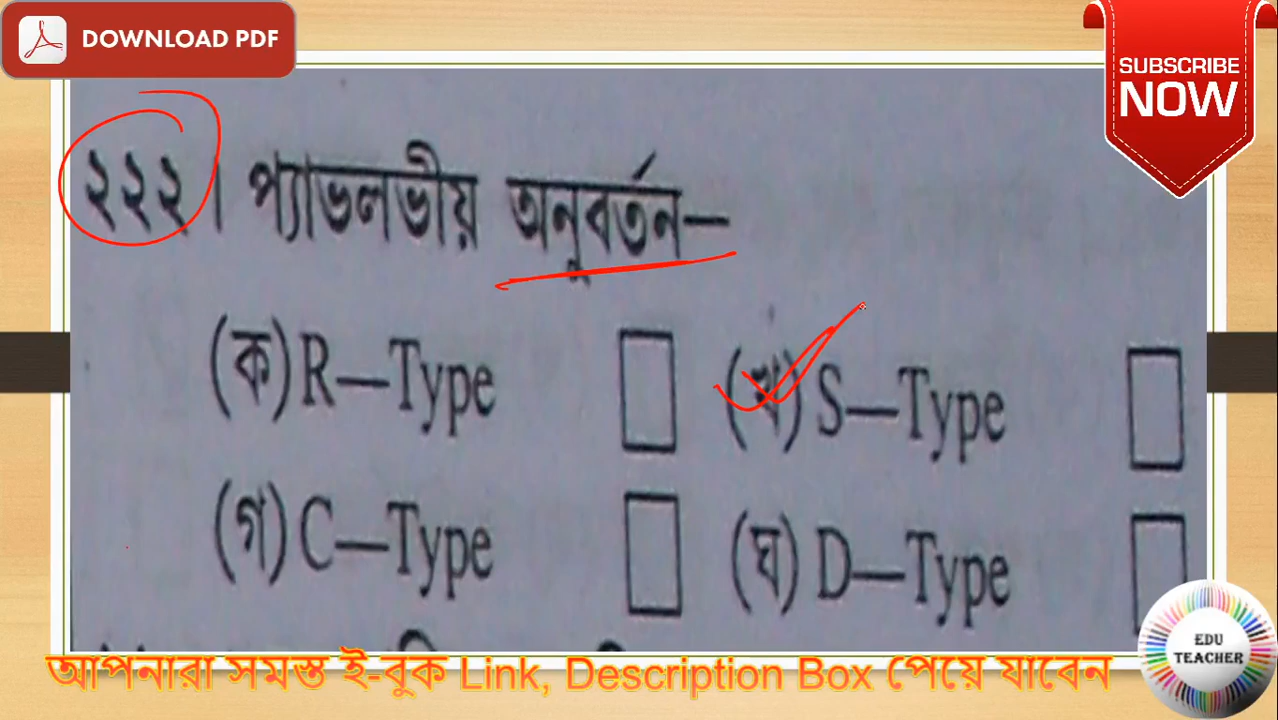 DOWNLOAD PDF
SUBSCRIBE
NOW
২২২। প্যাভলভীয় অনুবর্তন—
(ক) R—Type (খ) S—Type
(গ) C—Type (ঘ) D—Type
EDU
TEACHER
আপনারা সমস্ত ই-বুক Link, Description Box পেয়ে যাবেন